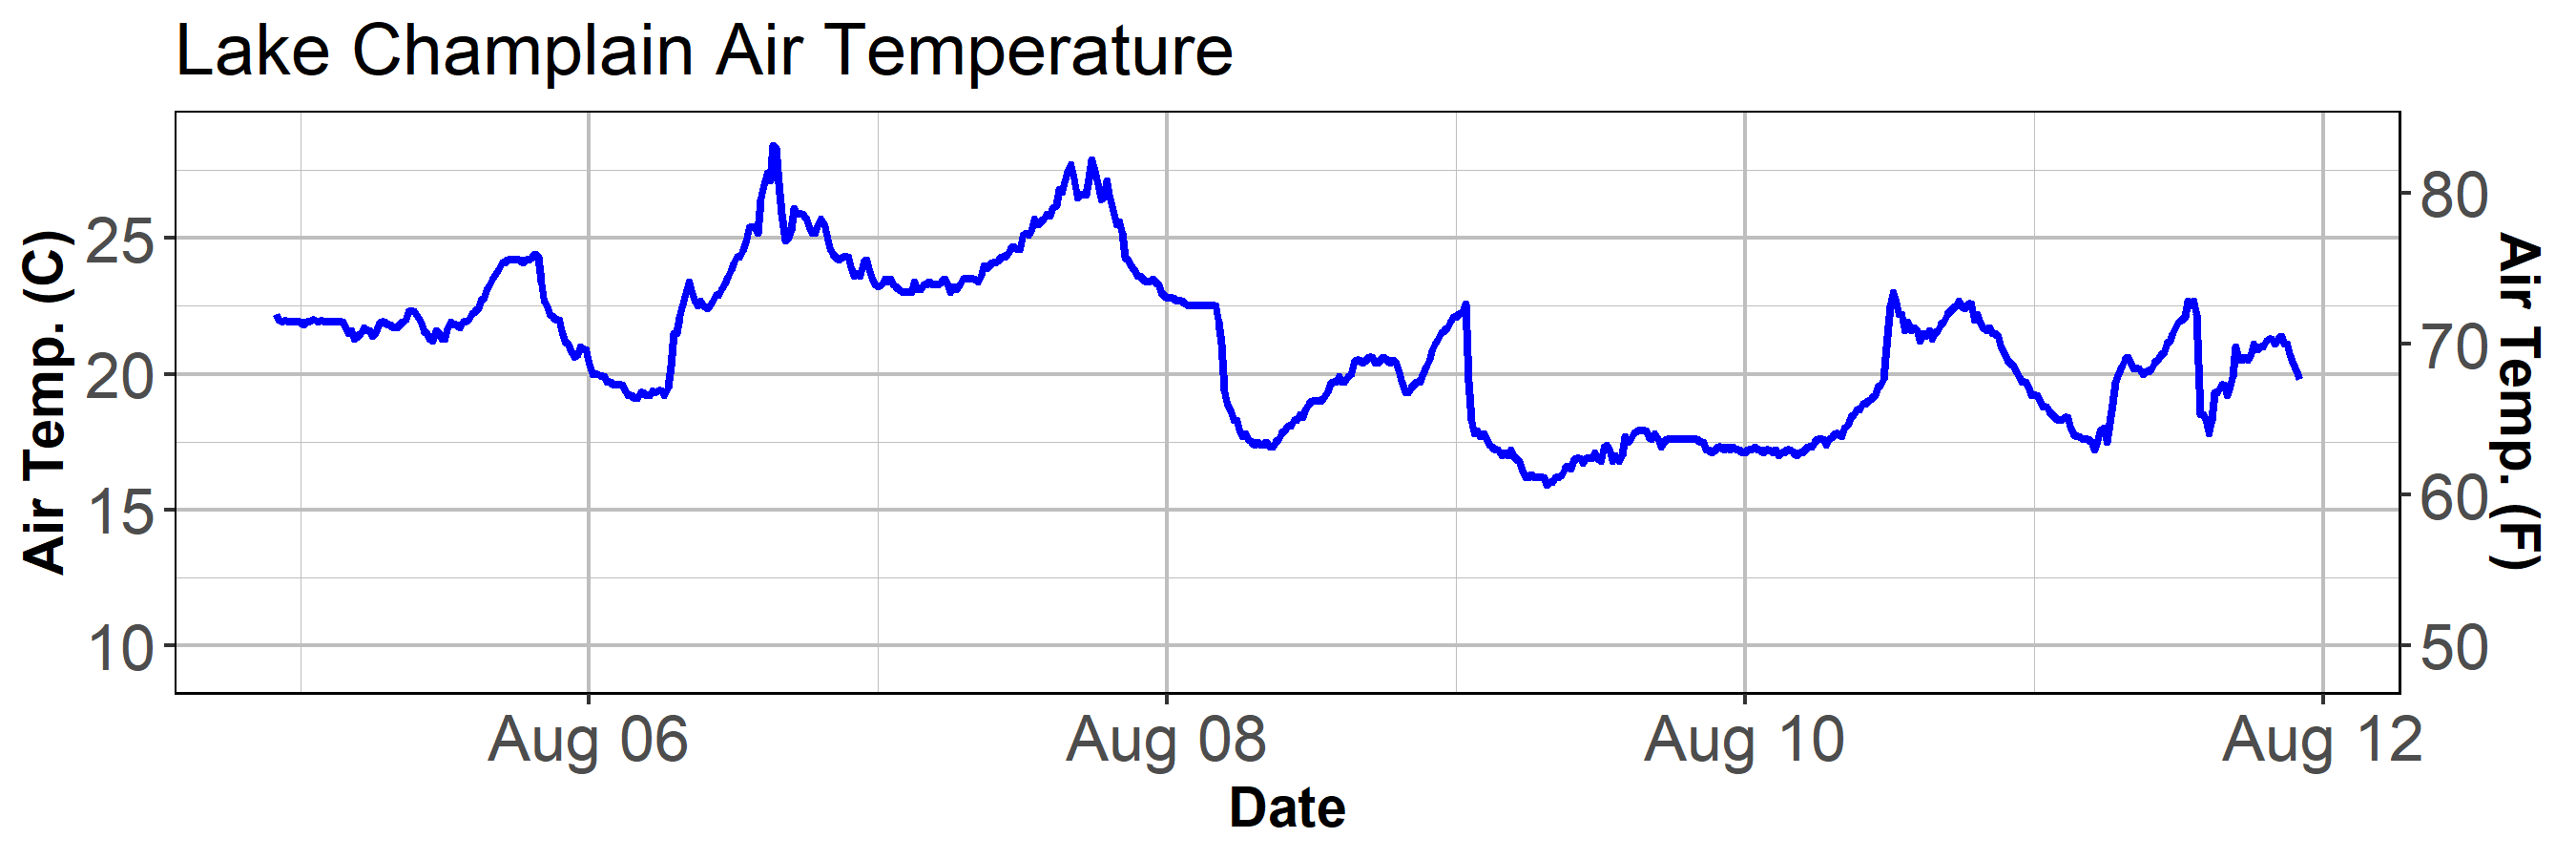 Lake Champlain Air Temperature
Air Temp. (C)
25
20
15
10
80
70
60
50
Air Temp. (F)
Aug 06
Aug 08
Aug 10
Aug 12
Date